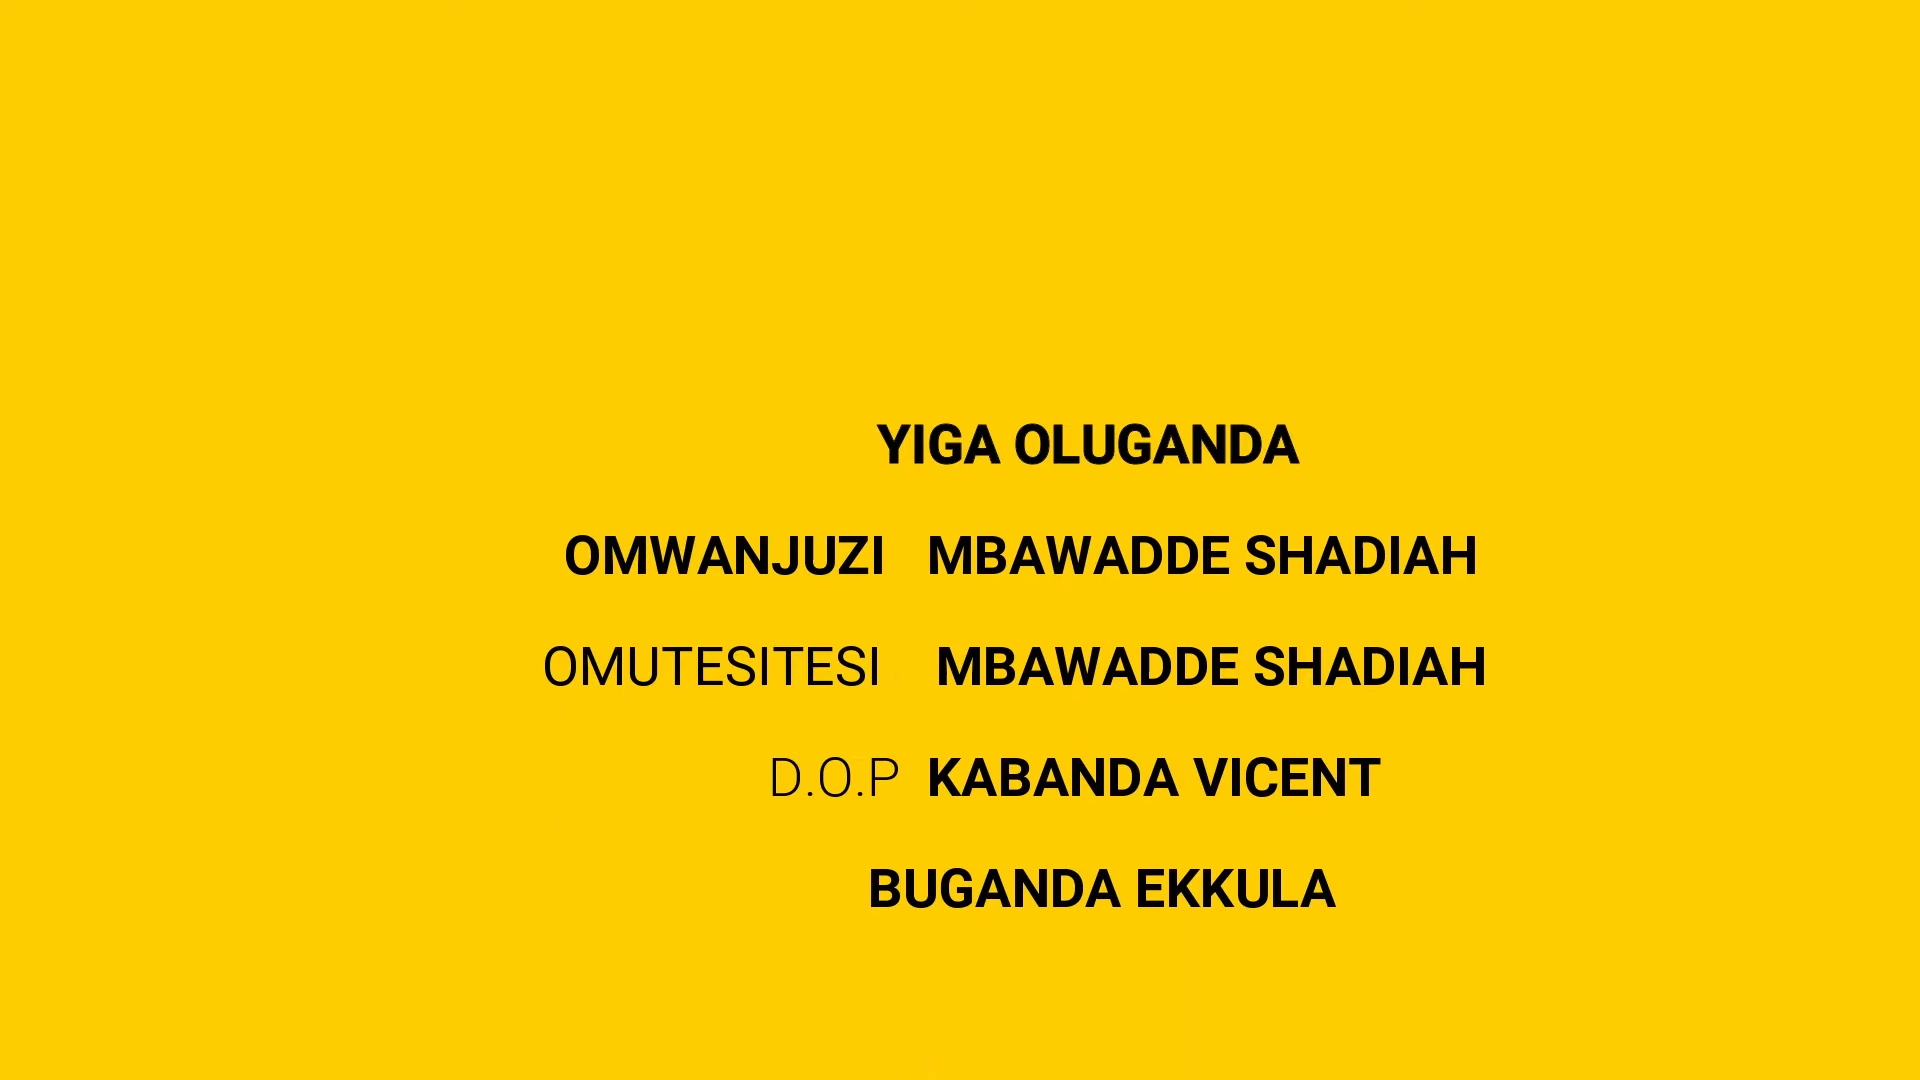 YIGA OLUGANDA
OMWANJUZI MBAWADDE SHADIAH
OMUTESITESI MBAWADDE SHADIAH
D.O.P KABANDA VICENT
BUGANDA EKKULA